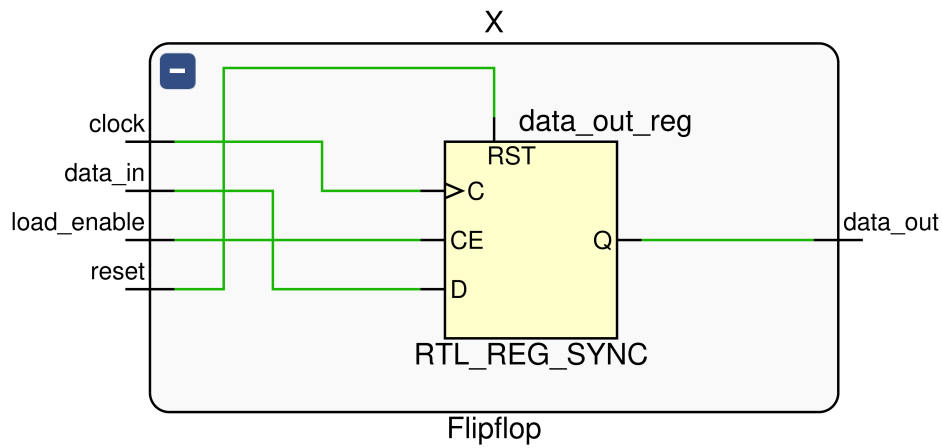 X
clock
data_in
load_enable
reset
data_out_reg
RST
C
CE
D
Q
RTL_REG_SYNC
data_out
Flipflop